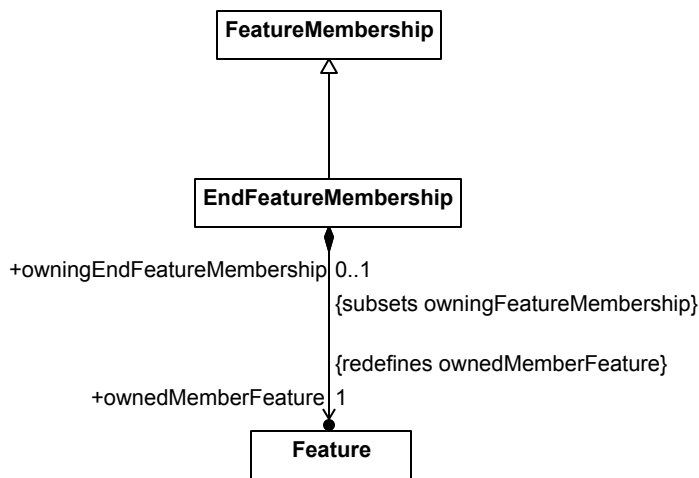 FeatureMembership
EndFeatureMembership
+owningEndFeatureMembership 0..1
{subsets owningFeatureMembership}
{redefines ownedMemberFeature}
+ownedMemberFeature 1
Feature